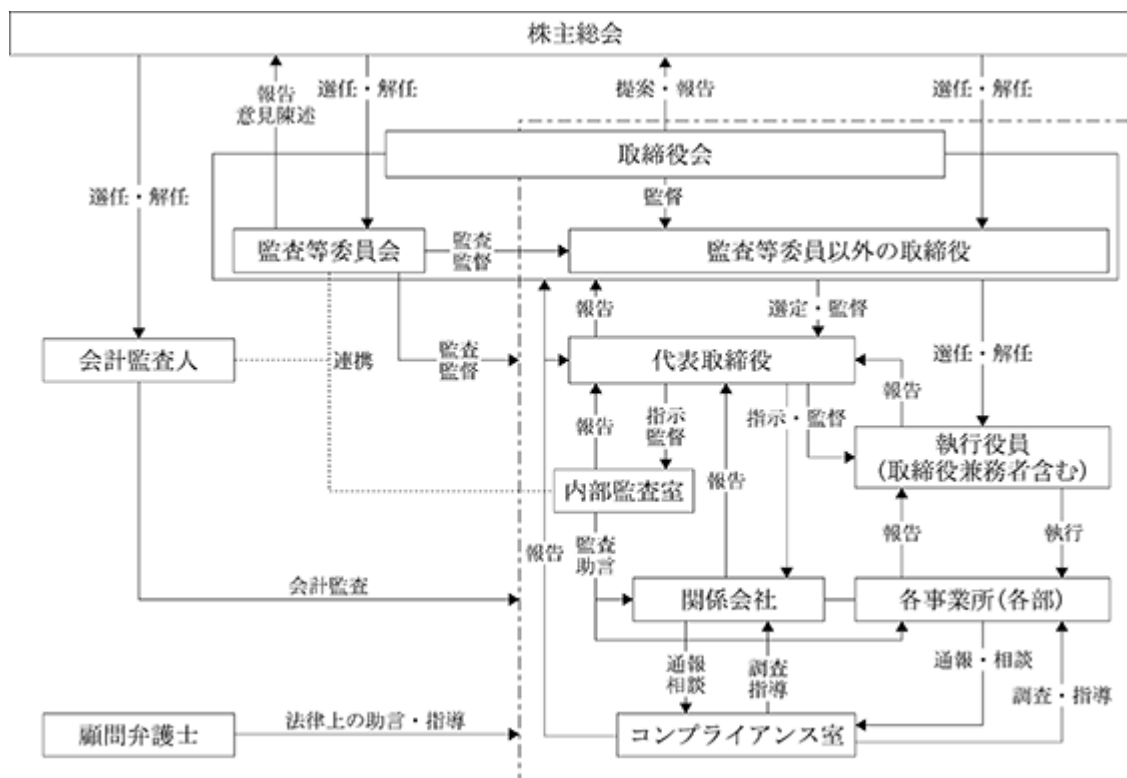 株主総会
報告
意見陳述
選任・解任
提案・報告
選任・解任
取締役会
選任・解任
監督
監査等委員会
監査
監督
監査等委員以外の取締役
報告
選定・監督
会計監査人
連携
監査
監督
代表取締役
選任・解任
報告
報告
指示
監督
指示・監督
執行役員
(取締役兼務者含む)
内部監査室
報告
報告
監査
助言
報告
執行
会計監査
関係会社
各事業所(各部)
通報
相談
調査
指導
通報・相談
調査・指導
顧問弁護士
法律上の助言・指導
コンプライアンス室